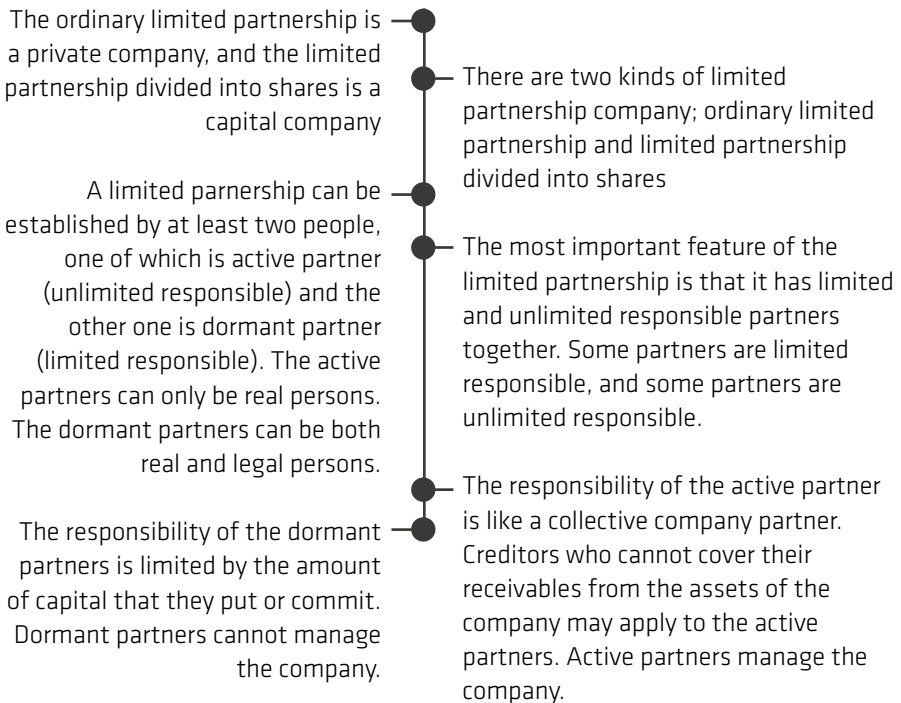 The ordinary limited partnership is
a private company, and the limited
partnership divided into shares is a
capital company
There are two kinds of limited
partnership company; ordinary limited
partnership and limited partnership
divided into shares
A limited parnership can be
established by at least two people,
one of which is active partner
(unlimited responsible) and the
other one is dormant partner
(limited responsible). The active
partners can only be real persons.
The dormant partners can be both
real and legal persons.
The most important feature of the
limited partnership is that it has limited
and unlimited responsible partners
together. Some partners are limited
responsible, and some partners are
unlimited responsible.
The responsibility of the active partner
is like a collective company partner.
Creditors who cannot cover their
receivables from the assets of the
company may apply to the active
partners. Active partners manage the
company.
The responsibility of the dormant
partners is limited by the amount
of capital that they put or commit.
Dormant partners cannot manage
the company.